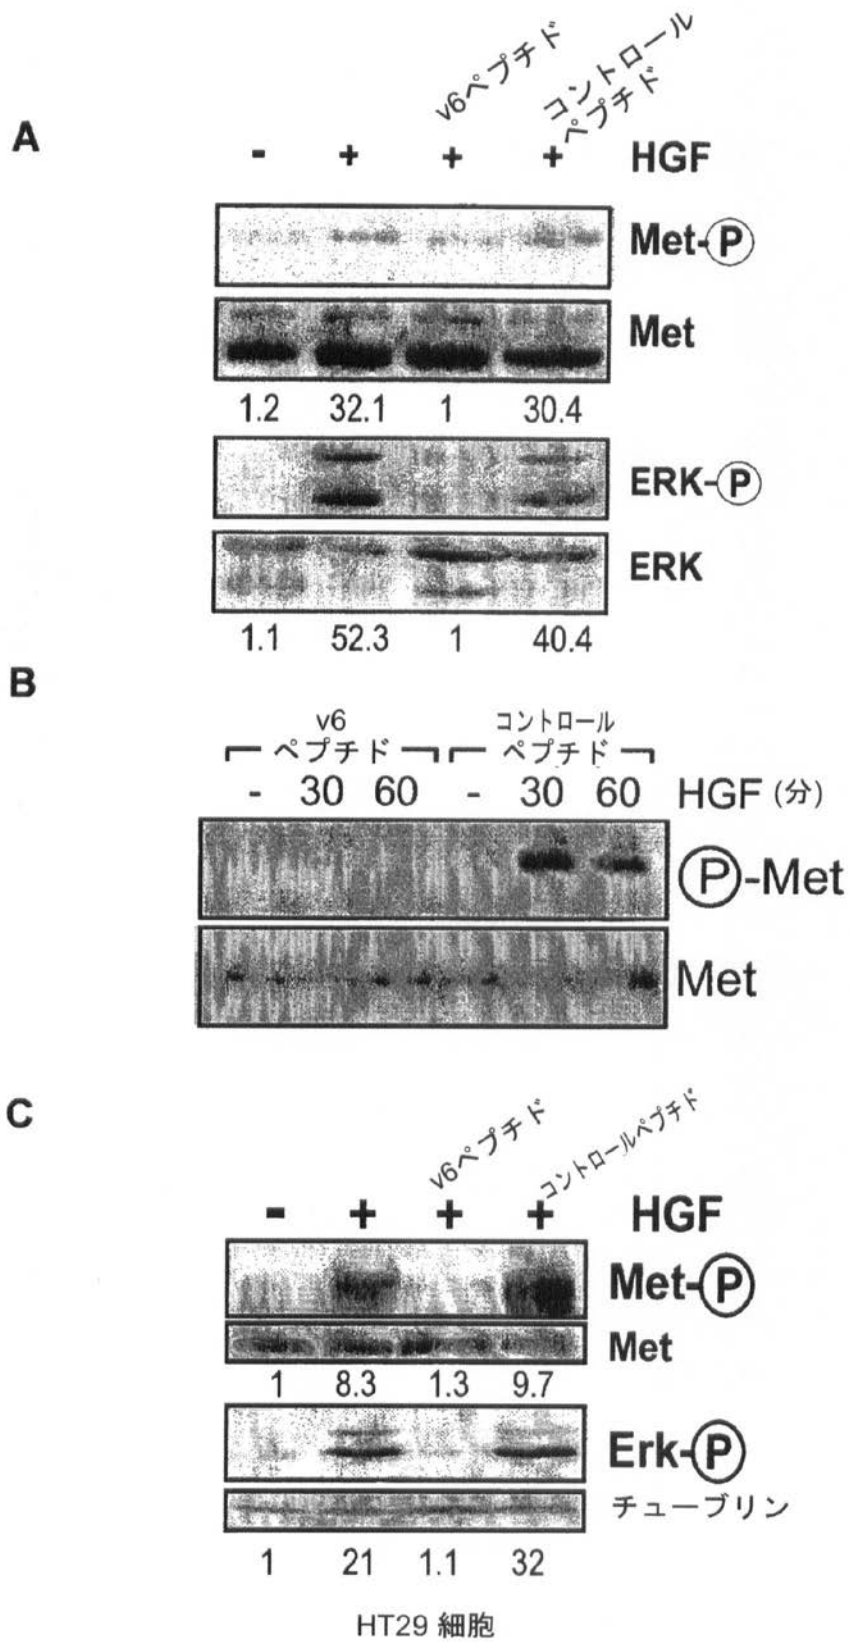 A
v6ペプチド
コントロール
ペプチド
- + + + HGF
Met-P
Met
1.2 32.1 1 30.4
ERK-P
ERK
1.1 52.3 1 40.4
B
v6
ペプチド
コントロール
ペプチド
- 30 60 - 30 60 HGF (分)
P-Met
Met
C
v6ペプチド
コントロールペプチド
- + + + HGF
Met-P
Met
1 8.3 1.3 9.7
Erk-P
チューブリン
1 21 1.1 32
HT29 細胞